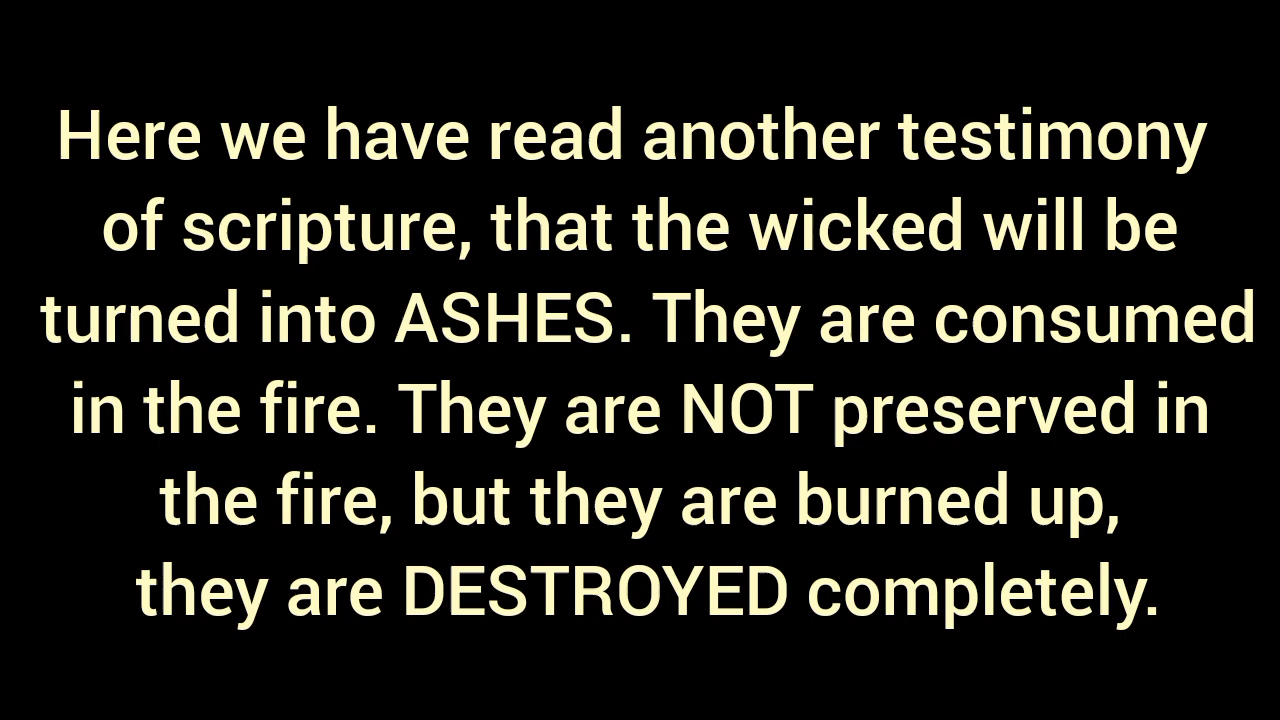 Here we have read another testimony
of scripture, that the wicked will be
turned into ASHES. They are consumed
in the fire. They are NOT preserved in
the fire, but they are burned up,
they are DESTROYED completely.